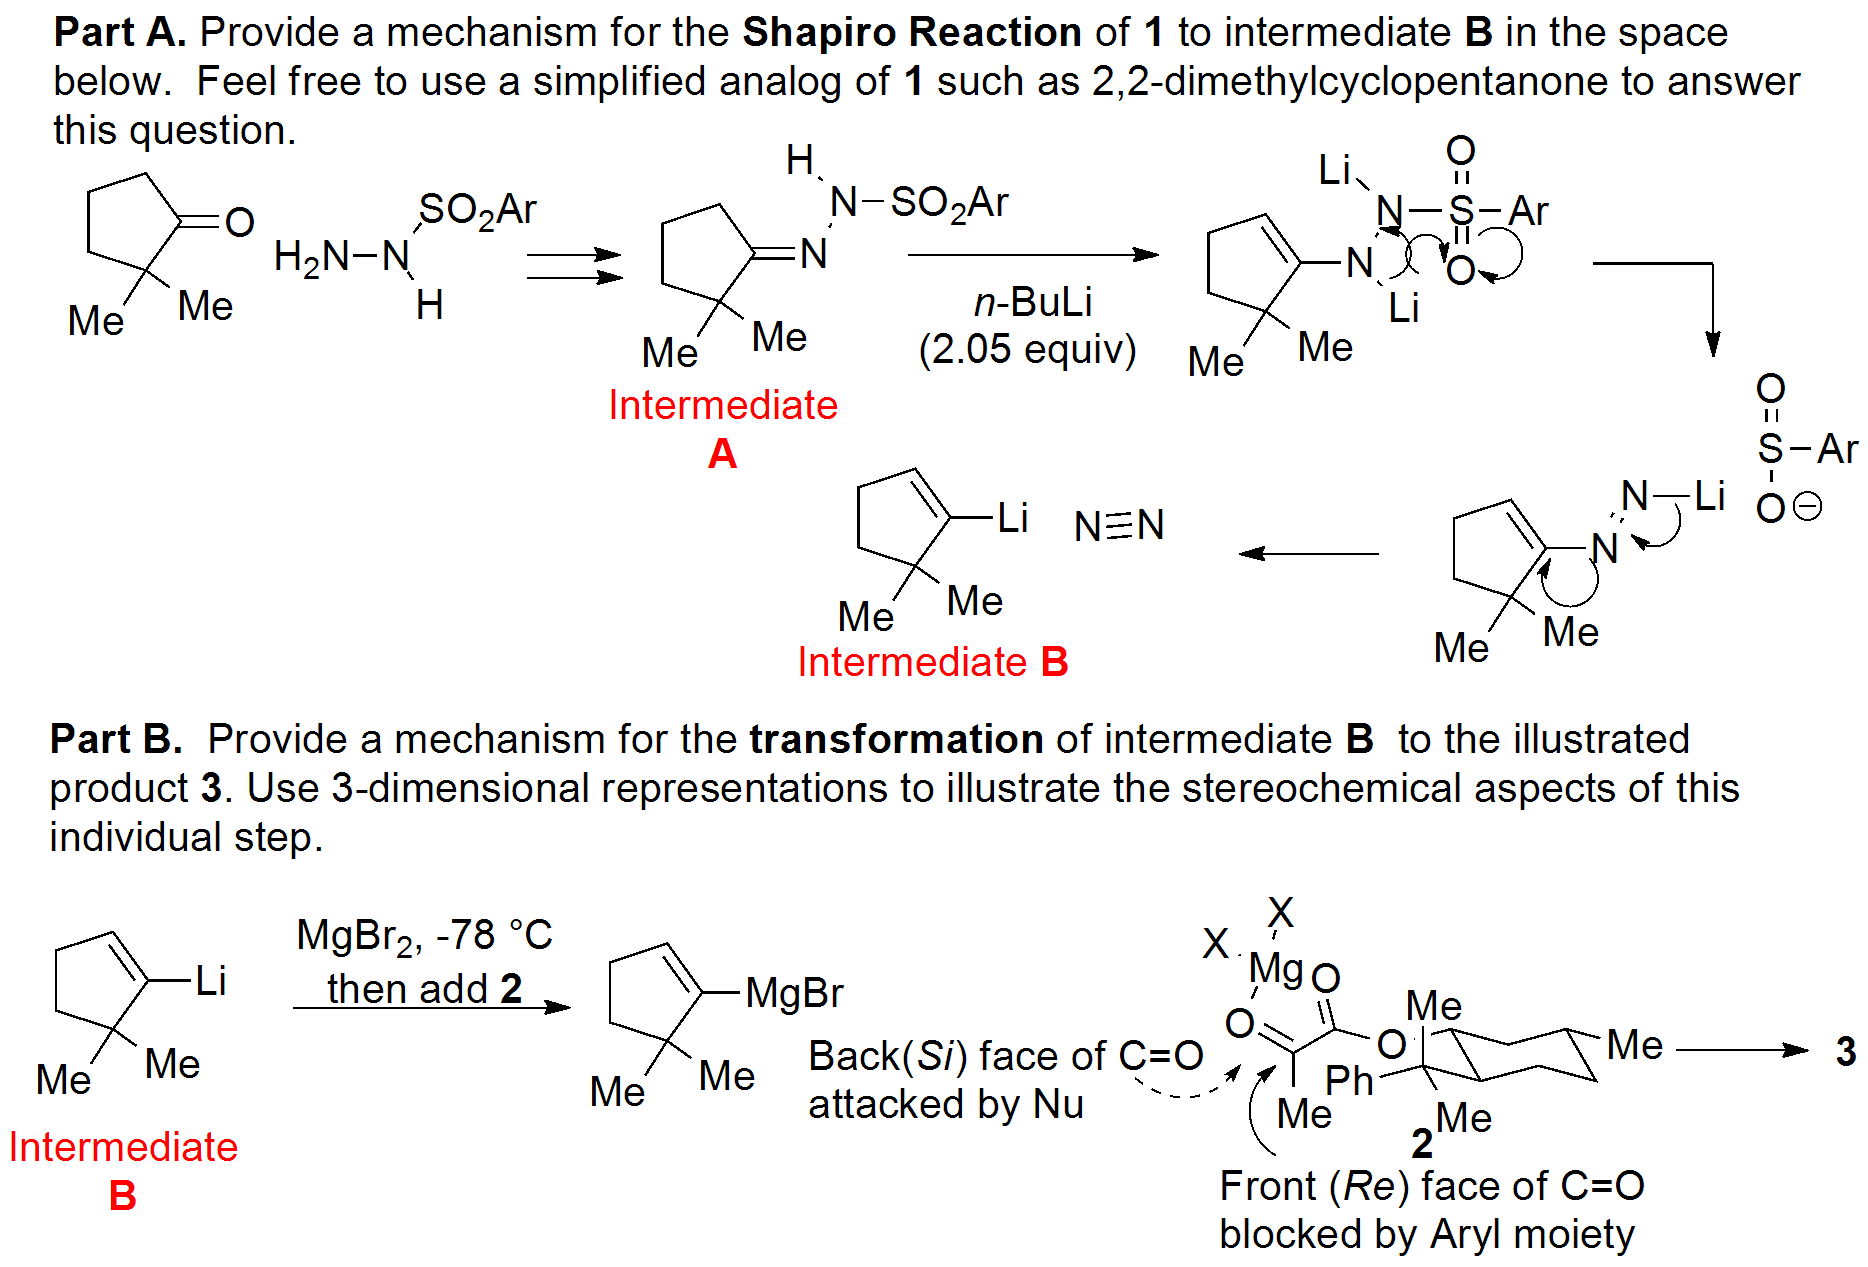 Part A. Provide a mechanism for the Shapiro Reaction of 1 to intermediate B in the space
below.  Feel free to use a simplified analog of 1 such as 2,2-dimethylcyclopentanone to answer
this question.
O
Me
Me
H2N–N
SO2Ar
H
H
N–SO2Ar
N
Me
Me
Intermediate
A
n-BuLi
(2.05 equiv)
Li
O
N–S–Ar
N
O
Li
Me
Me
O
S–Ar
O⊖
N–Li
N
Me
Me
Li
N≡N
Me
Me
Intermediate B
Part B.  Provide a mechanism for the transformation of intermediate B  to the illustrated
product 3. Use 3-dimensional representations to illustrate the stereochemical aspects of this
individual step.
Li
Me
Me
Intermediate
B
MgBr2, -78 °C
then add 2
MgBr
Me
Me
Back(Si) face of C=O
attacked by Nu
X
X
Mg
O
O
Me
O
Me
Ph
Me
Me
2
3
Front (Re) face of C=O
blocked by Aryl moiety